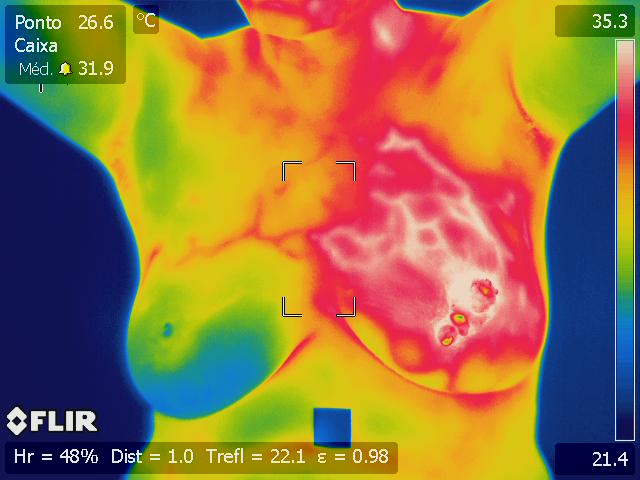 Ponto 26.6 °C
Caixa
Méd. 31.9
35.3
FLIR
Hr = 48% Dist = 1.0 Trefl = 22.1 ε = 0.98
21.4